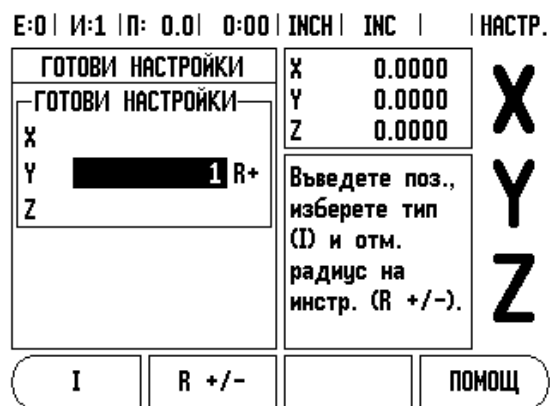 E:0 | И:1 | П: 0.0 | 0:00 | INCH | INC | | НАСТР.
ГОТОВИ НАСТРОЙКИ
ГОТОВИ НАСТРОЙКИ
X
Y 1 R+
Z
X 0.0000
Y 0.0000
Z 0.0000
Въведете поз.,
изберете тип
(I) и отм.
радиус на
инстр. (R +/-).
X
Y
Z
I
R +/-
ПОМОЩ